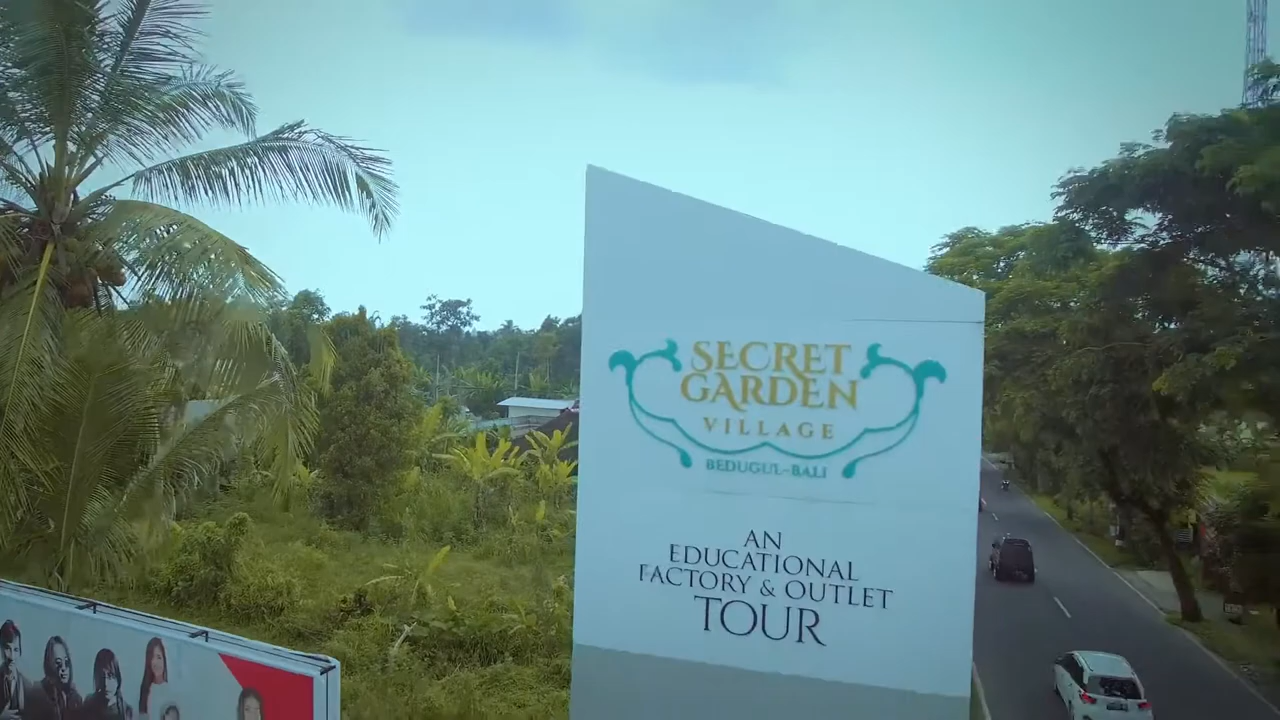 SECRET
GARDEN
VILLAGE
BEDUGUL-BALI
AN
EDUCATIONAL
FACTORY & OUTLET
TOUR